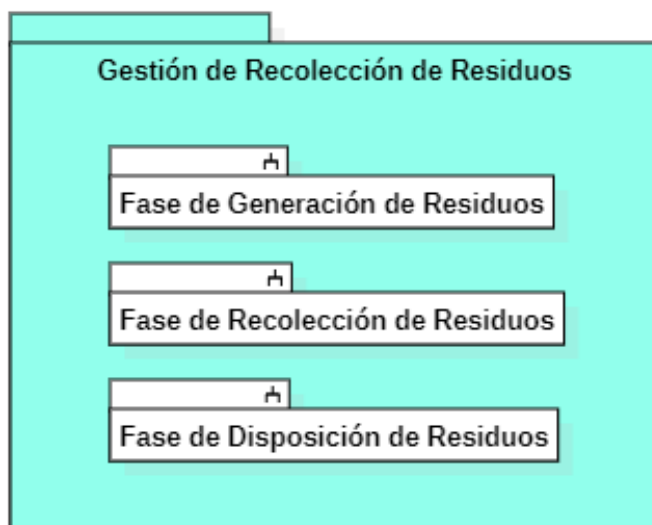 Gestión de Recolección de Residuos
Fase de Generación de Residuos
Fase de Recolección de Residuos
Fase de Disposición de Residuos